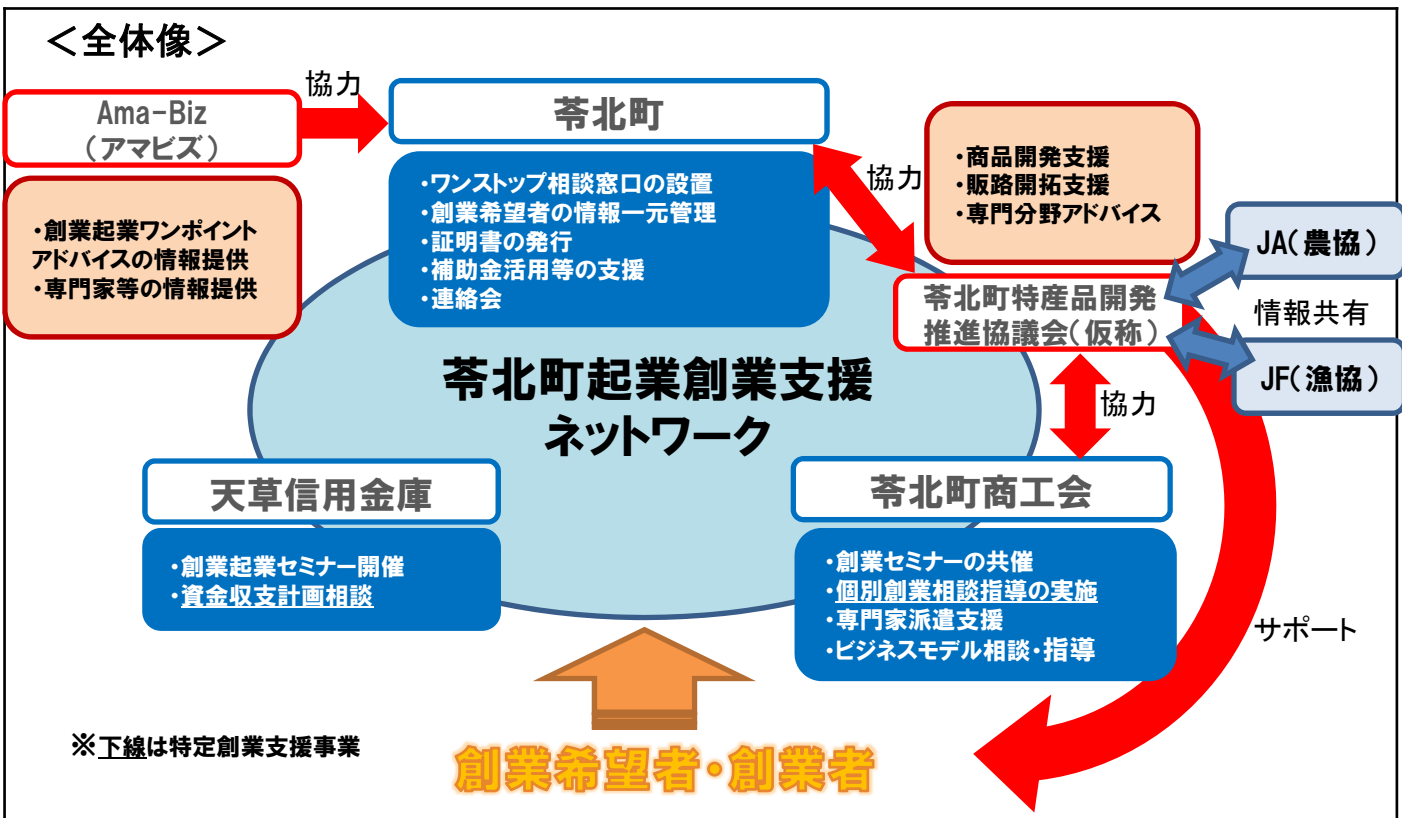 ＜全体像＞
Ama-Biz
（アマビズ）
協力
苓北町
・創業起業ワンポイント
アドバイスの情報提供
・専門家等の情報提供
・ワンストップ相談窓口の設置
・創業希望者の情報一元管理
・証明書の発行
・補助金活用等の支援
・連絡会
協力
・商品開発支援
・販路開拓支援
・専門分野アドバイス
苓北町特産品開発
推進協議会（仮称）
JA（農協）
情報共有
JF（漁協）
苓北町起業創業支援
ネットワーク
協力
天草信用金庫
・創業起業セミナー開催
・資金収支計画相談
苓北町商工会
・創業セミナーの共催
・個別創業相談指導の実施
・専門家派遣支援
・ビジネスモデル相談・指導
サポート
※下線は特定創業支援事業
創業希望者・創業者